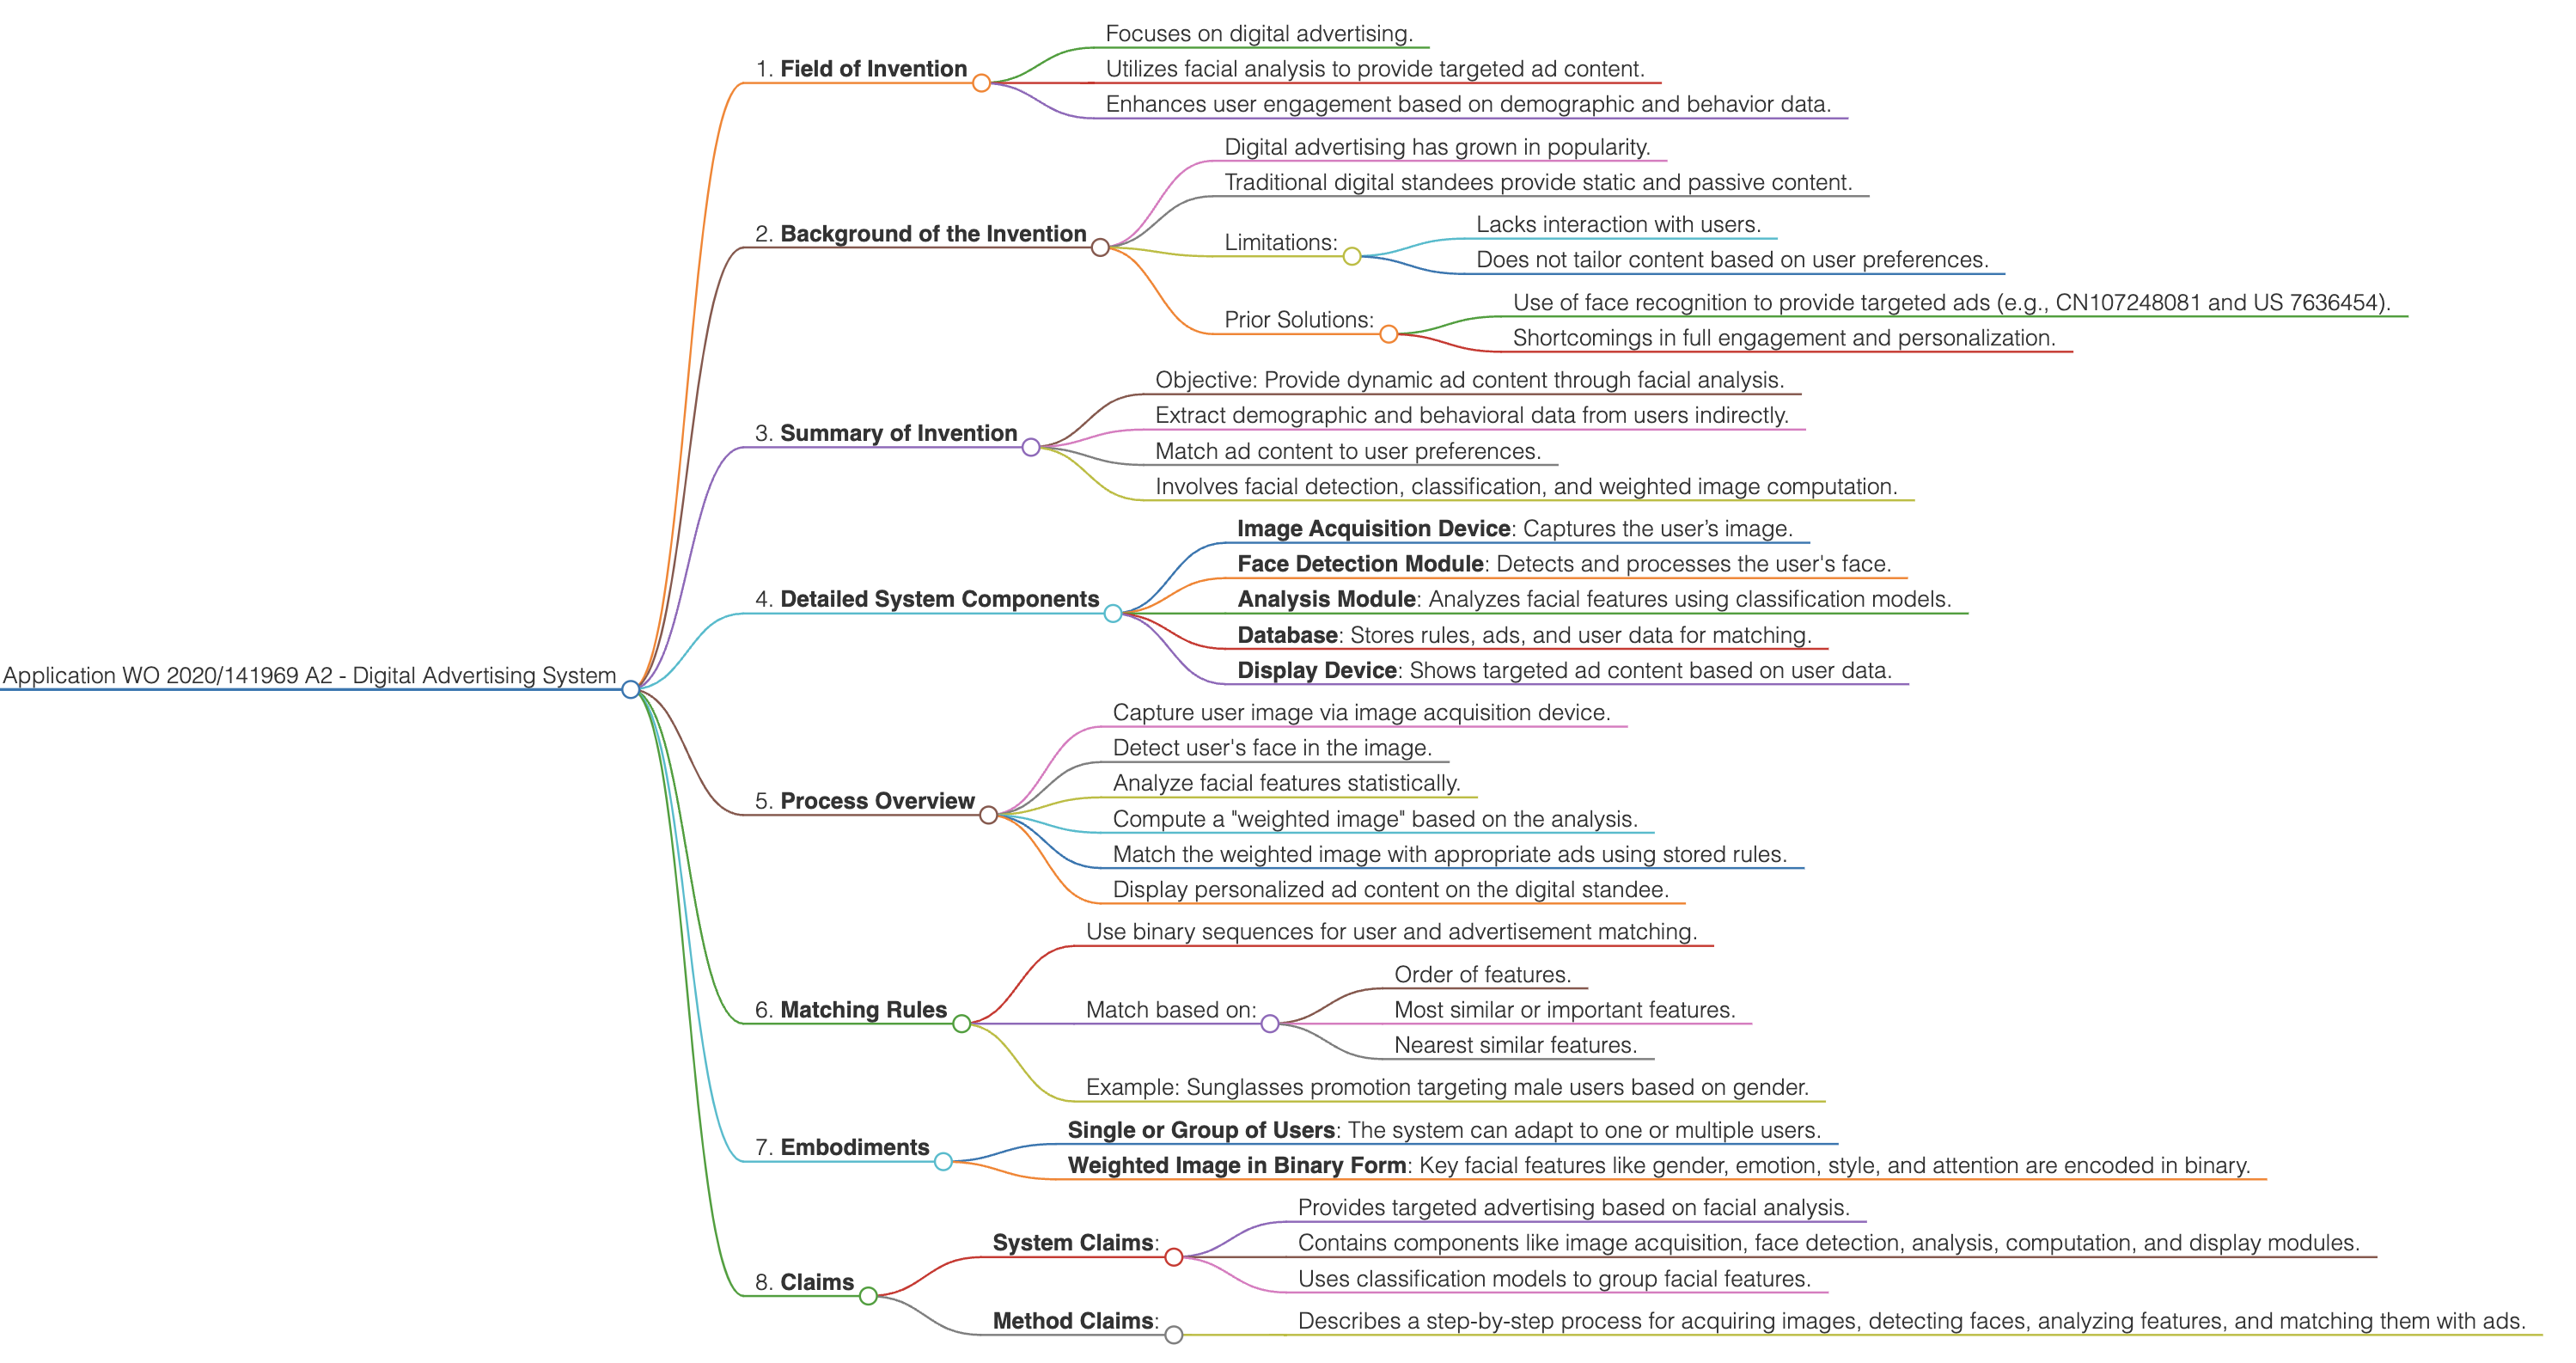 Application WO 2020/141969 A2 - Digital Advertising System
1. Field of Invention
Focuses on digital advertising.
Utilizes facial analysis to provide targeted ad content.
Enhances user engagement based on demographic and behavior data.
2. Background of the Invention
Digital advertising has grown in popularity.
Traditional digital standees provide static and passive content.
Limitations:
Lacks interaction with users.
Does not tailor content based on user preferences.
Prior Solutions:
Use of face recognition to provide targeted ads (e.g., CN107248081 and US 7636454).
Shortcomings in full engagement and personalization.
3. Summary of Invention
Objective: Provide dynamic ad content through facial analysis.
Extract demographic and behavioral data from users indirectly.
Match ad content to user preferences.
Involves facial detection, classification, and weighted image computation.
4. Detailed System Components
Image Acquisition Device: Captures the user’s image.
Face Detection Module: Detects and processes the user's face.
Analysis Module: Analyzes facial features using classification models.
Database: Stores rules, ads, and user data for matching.
Display Device: Shows targeted ad content based on user data.
5. Process Overview
Capture user image via image acquisition device.
Detect user's face in the image.
Analyze facial features statistically.
Compute a "weighted image" based on the analysis.
Match the weighted image with appropriate ads using stored rules.
Display personalized ad content on the digital standee.
6. Matching Rules
Use binary sequences for user and advertisement matching.
Match based on:
Order of features.
Most similar or important features.
Nearest similar features.
Example: Sunglasses promotion targeting male users based on gender.
7. Embodiments
Single or Group of Users: The system can adapt to one or multiple users.
Weighted Image in Binary Form: Key facial features like gender, emotion, style, and attention are encoded in binary.
8. Claims
System Claims:
Provides targeted advertising based on facial analysis.
Contains components like image acquisition, face detection, analysis, computation, and display modules.
Uses classification models to group facial features.
Method Claims:
Describes a step-by-step process for acquiring images, detecting faces, analyzing features, and matching them with ads.